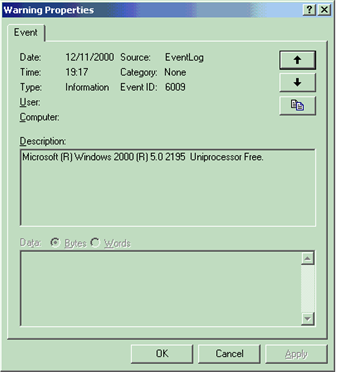 Warning Properties
Event
Date: 12/11/2000 Source: EventLog
Time: 19:17 Category: None
Type: Information Event ID: 6009
User:
Computer:
Description:
Microsoft (R) Windows 2000 (R) 5.0 2195 Uniprocessor Free.
Data: Bytes Words
OK Cancel Apply